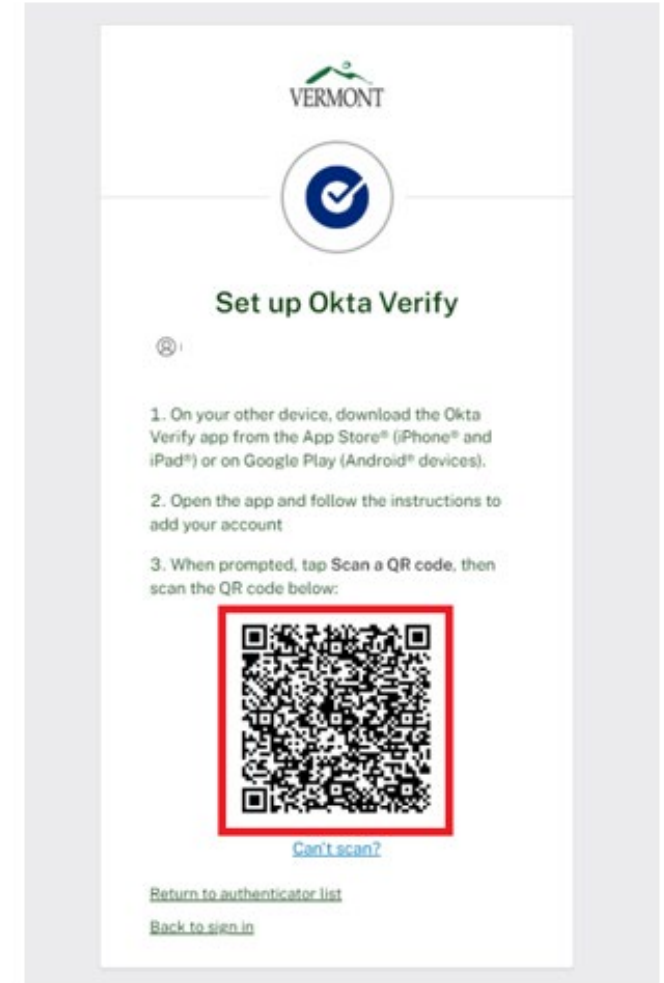 VERMONT
Set up Okta Verify
1. On your other device, download the Okta
Verify app from the App Store® (iPhone® and
iPad®) or on Google Play (Android® devices).
2. Open the app and follow the instructions to
add your account
3. When prompted, tap Scan a QR code, then
scan the QR code below:
Can't scan?
Return to authenticator list
Back to sign in